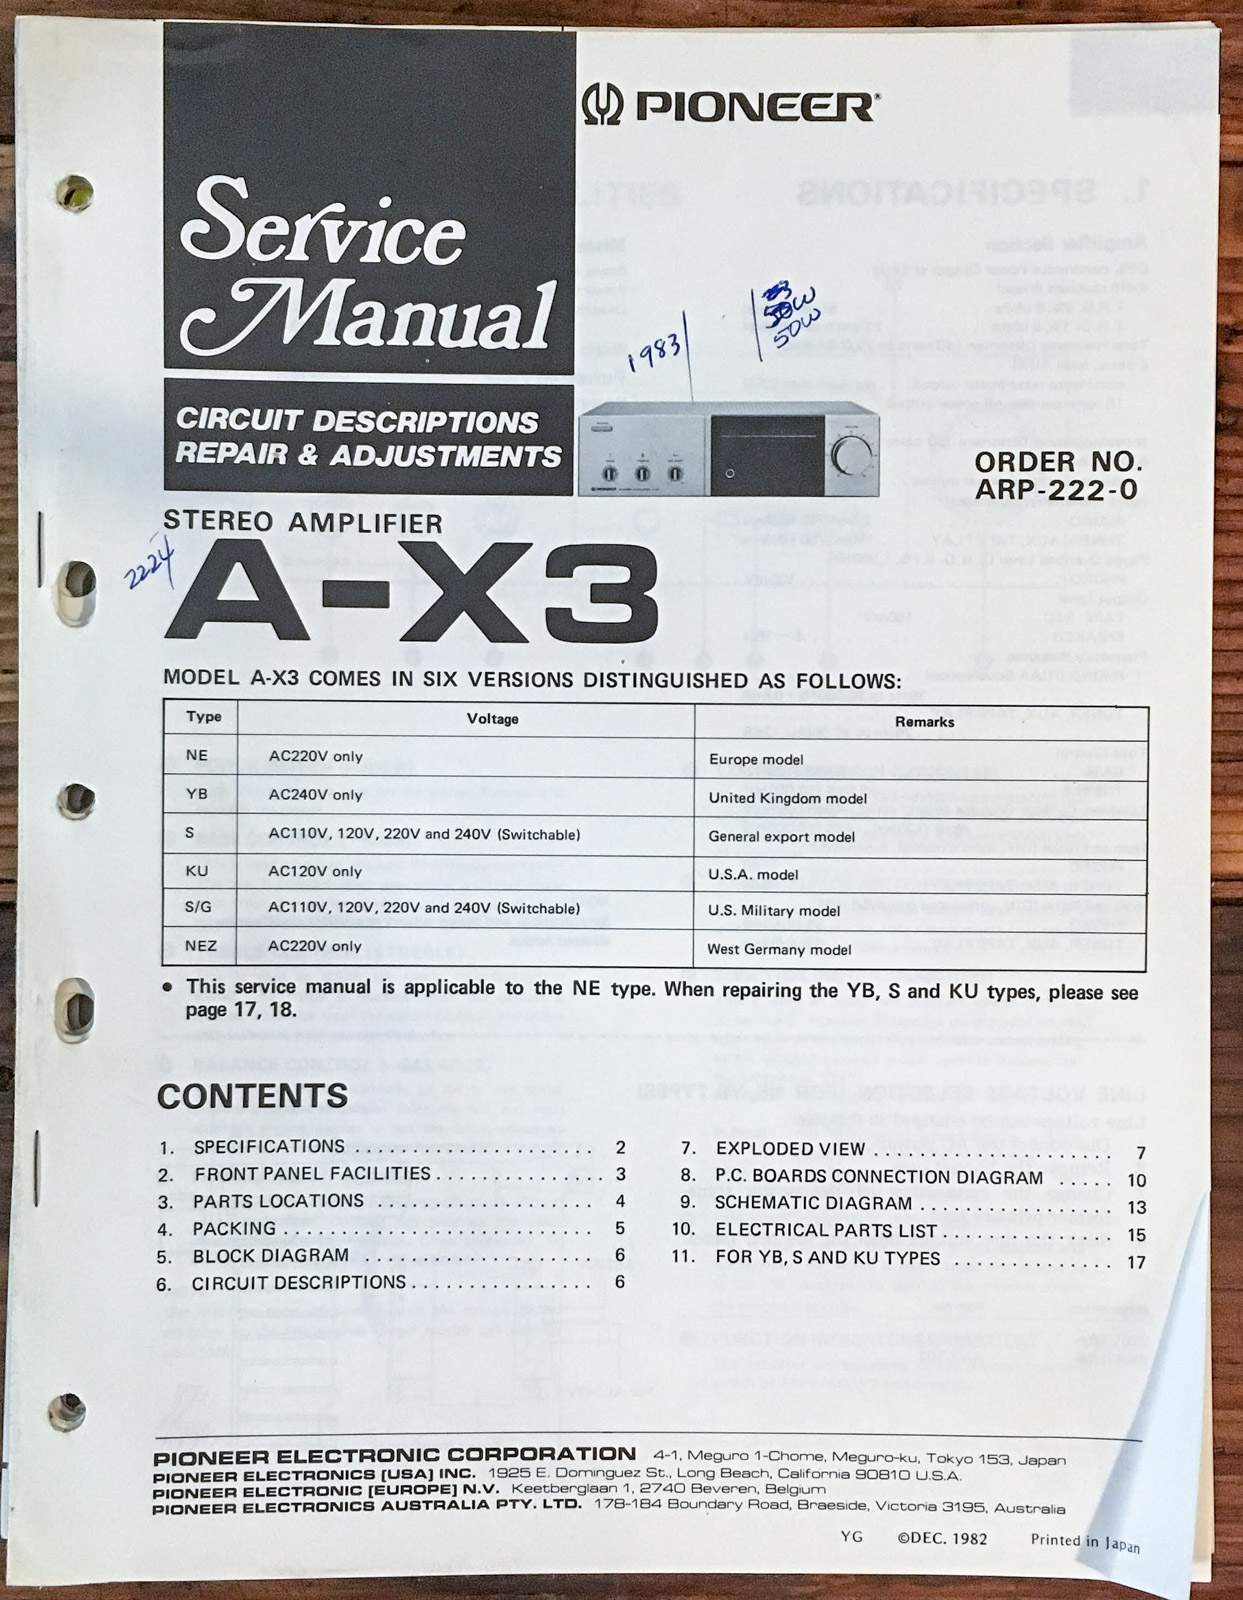 PIONEER
Service
Manual
CIRCUIT DESCRIPTIONS
REPAIR & ADJUSTMENTS
1983
50W
50W
ORDER NO.
ARP-222-0
STEREO AMPLIFIER
2224
A-X3
MODEL A-X3 COMES IN SIX VERSIONS DISTINGUISHED AS FOLLOWS:
Type Voltage Remarks
NE AC220V only Europe model
YB AC240V only United Kingdom model
S AC110V, 120V, 220V and 240V (Switchable) General export model
KU AC120V only U.S.A. model
S/G AC110V, 120V, 220V and 240V (Switchable) U.S. Military model
NEZ AC220V only West Germany model
• This service manual is applicable to the NE type. When repairing the YB, S and KU types, please see
page 17, 18.
CONTENTS
1. SPECIFICATIONS . . . . . . . . . . . . . . . . . . . . . . 2
2. FRONT PANEL FACILITIES . . . . . . . . . . . . . . . 3
3. PARTS LOCATIONS . . . . . . . . . . . . . . . . . . . . 4
4. PACKING . . . . . . . . . . . . . . . . . . . . . . . . . . . 5
5. BLOCK DIAGRAM . . . . . . . . . . . . . . . . . . . . . 6
6. CIRCUIT DESCRIPTIONS . . . . . . . . . . . . . . . . 6
7. EXPLODED VIEW . . . . . . . . . . . . . . . . . . . . . 7
8. P.C. BOARDS CONNECTION DIAGRAM . . . . . 10
9. SCHEMATIC DIAGRAM . . . . . . . . . . . . . . . . . 13
10. ELECTRICAL PARTS LIST . . . . . . . . . . . . . . . 15
11. FOR YB, S AND KU TYPES . . . . . . . . . . . . . . 17
PIONEER ELECTRONIC CORPORATION 4-1, Meguro 1-Chome, Meguro-ku, Tokyo 153, Japan
PIONEER ELECTRONICS [USA] INC. 1925 E. Dominguez St., Long Beach, California 90810 U.S.A.
PIONEER ELECTRONIC [EUROPE] N.V. Keetberglaan 1, 2740 Beveren, Belgium
PIONEER ELECTRONICS AUSTRALIA PTY. LTD. 178-184 Boundary Road, Braeside, Victoria 3195, Australia
YG ©DEC. 1982 Printed in Japan